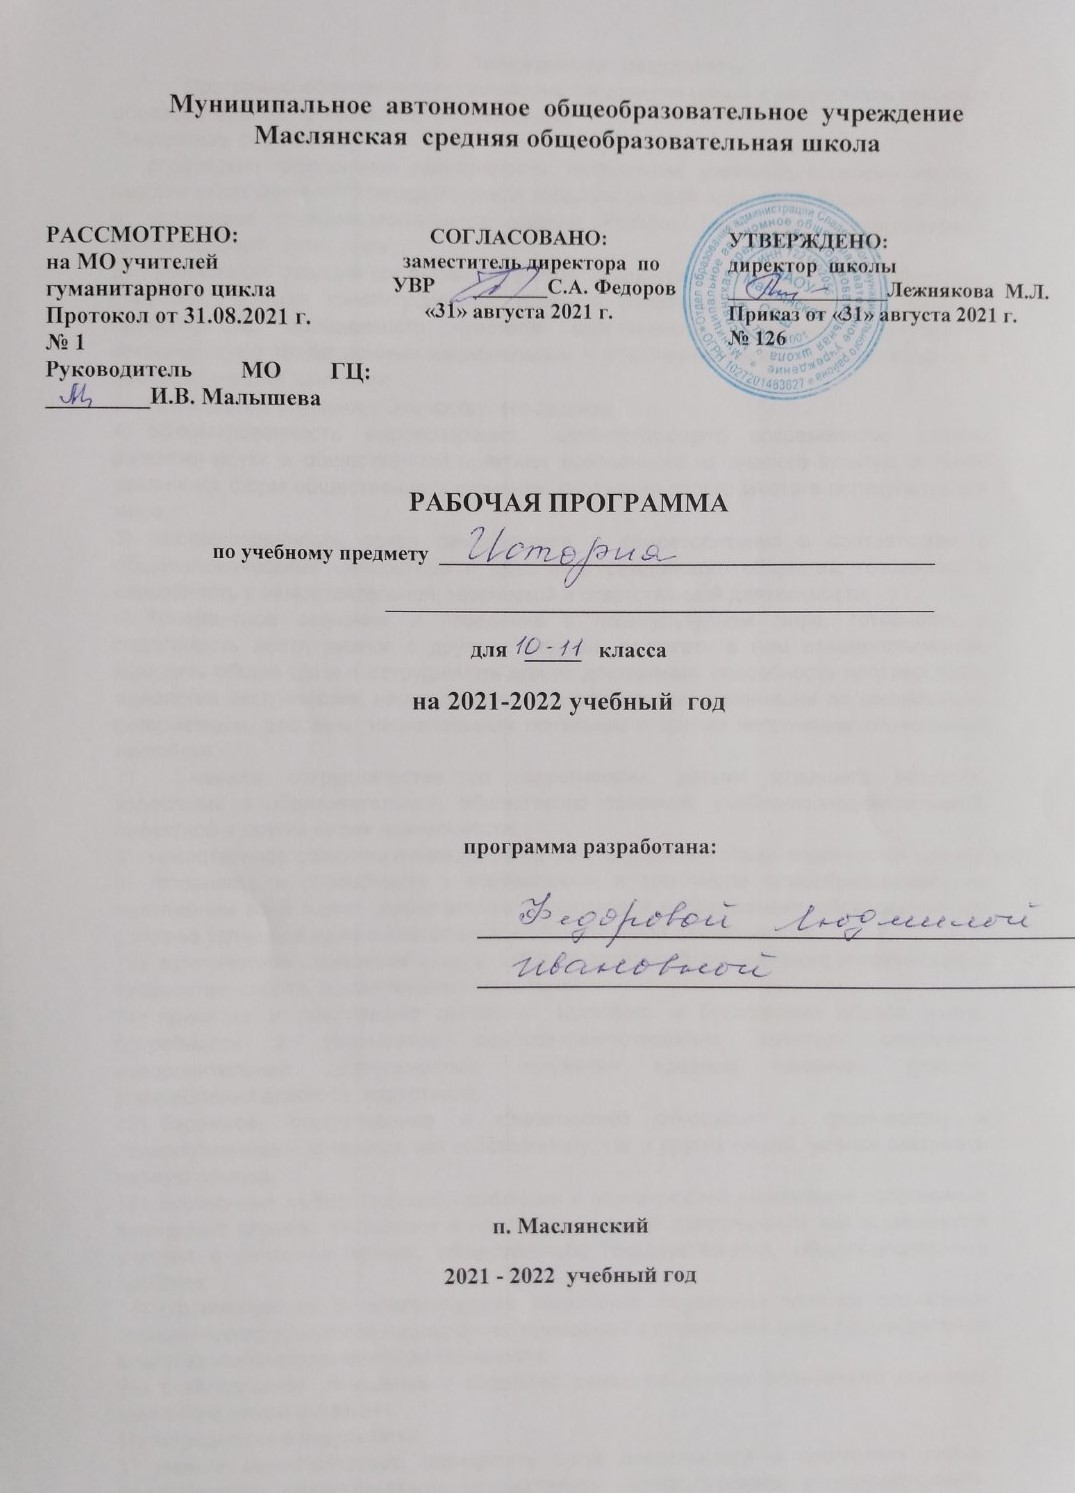 Муниципальное автономное общеобразовательное учреждение
Маслянская средняя общеобразовательная школа
РАССМОТРЕНО:
на МО учителей
гуманитарного цикла
Протокол от 31.08.2021 г.
№ 1
Руководитель МО ГЦ:
И.В. Малышева
СОГЛАСОВАНО:
заместитель директора по
УВР С.А. Федоров
«31» августа 2021 г.
УТВЕРЖДЕНО:
директор школы
Лежнякова М.Л.
Приказ от «31» августа 2021 г.
№ 126
ОГРН 1027201483627
РАБОЧАЯ ПРОГРАММА
по учебному предмету История
для 10-11 класса
на 2021-2022 учебный год
программа разработана:
Федоровой Людмилой
Ивановной
п. Маслянский
2021 - 2022 учебный год